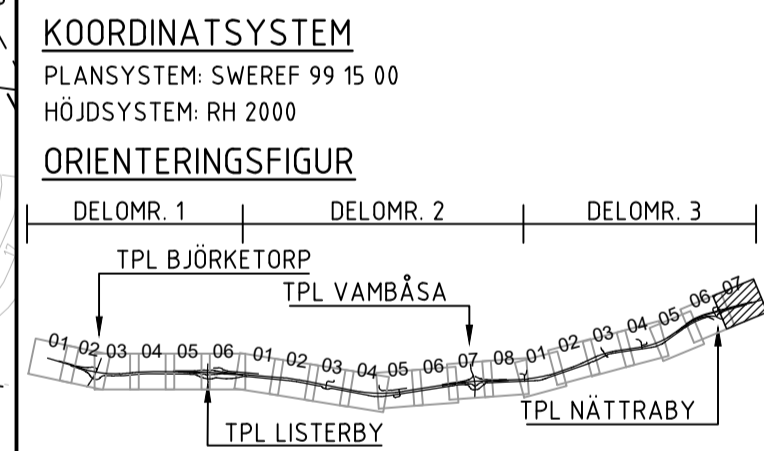 KOORDINATSYSTEM
PLANSYSTEM: SWEREF 99 15 00
HÖJDSYSTEM: RH 2000
ORIENTERINGSFIGUR
DELOMR. 1 DELOMR. 2 DELOMR. 3
TPL BJÖRKETORP
TPL VAMBÅSA
01 02 03 04 05 06 01 02 03 04 05 06 07 08 01 02 03 04 05 06 07
TPL NÄTTRABY
TPL LISTERBY